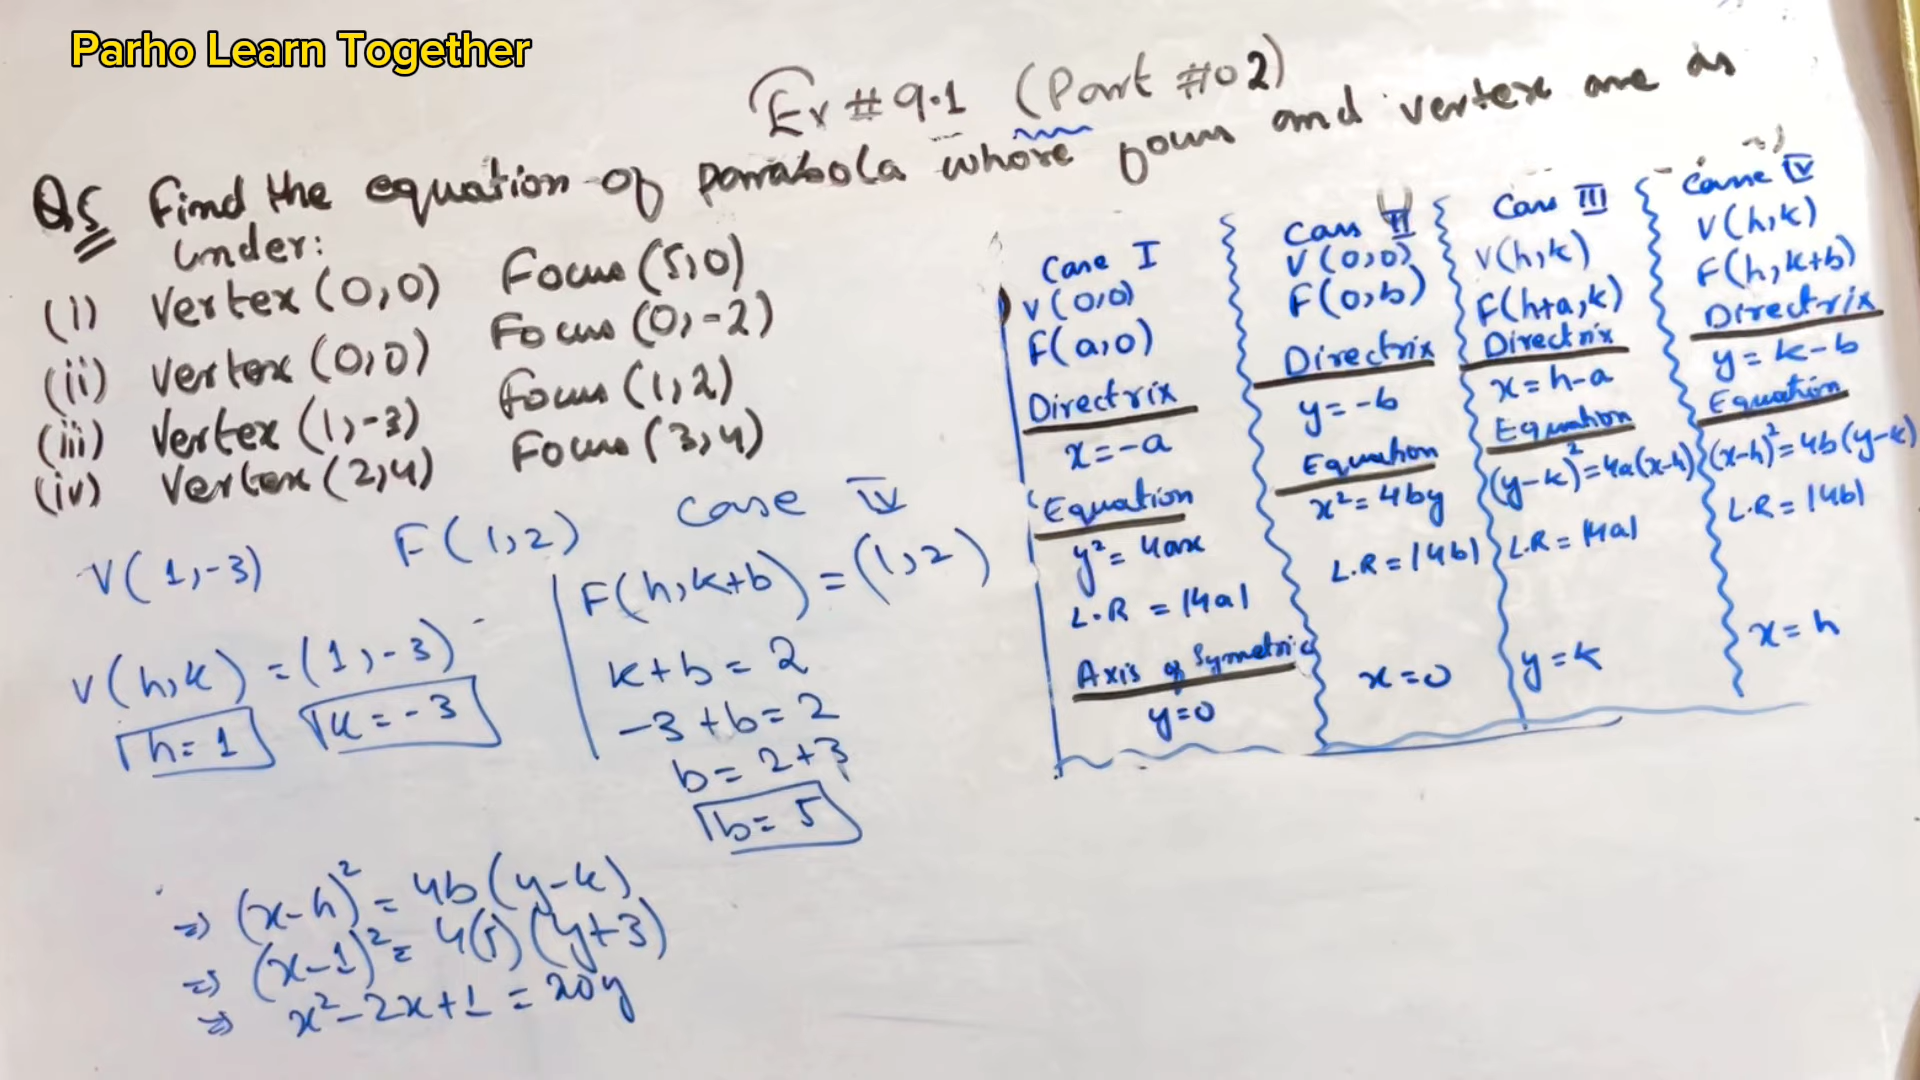 Parho Learn Together
Ex # 9.1 (Part #02)
Q5 Find the equation of parabola whose focus and vertex are as
under:
(i) Vertex (0,0) Focus (5,0)
(ii) Vertex (0,0) Focus (0,-2)
(iii) Vertex (1,-3) Focus (1,2)
(iv) Vertex (2,4) Focus (3,4)
Case I
V(0,0)
F(a,0)
Directrix
x=-a
Equation
y²=4ax
L.R = |4a|
Axis of Symetric
y=0
Case II
V(0,0)
F(0,b)
Directrix
y=-b
Equation
x²=4by
L.R=|4b|
x=0
Case III
V(h,k)
F(h+a,k)
Directrix
x=h-a
Equation
(y-k)²=4a(x-h)
L.R=|4a|
y=k
Case IV
V(h,k)
F(h,k+b)
Directrix
y=k-b
Equation
(x-h)²=4b(y-k)
L.R=|4b|
x=h
V(1,-3) F(1,2) Case IV
V(h,k) = (1,-3)
h=1 k=-3
F(h,k+b)=(1,2)
k+b=2
-3+b=2
b=2+3
b=5
⇒ (x-h)²=4b(y-k)
⇒ (x-1)²=4(5)(y+3)
⇒ x²-2x+1=20y